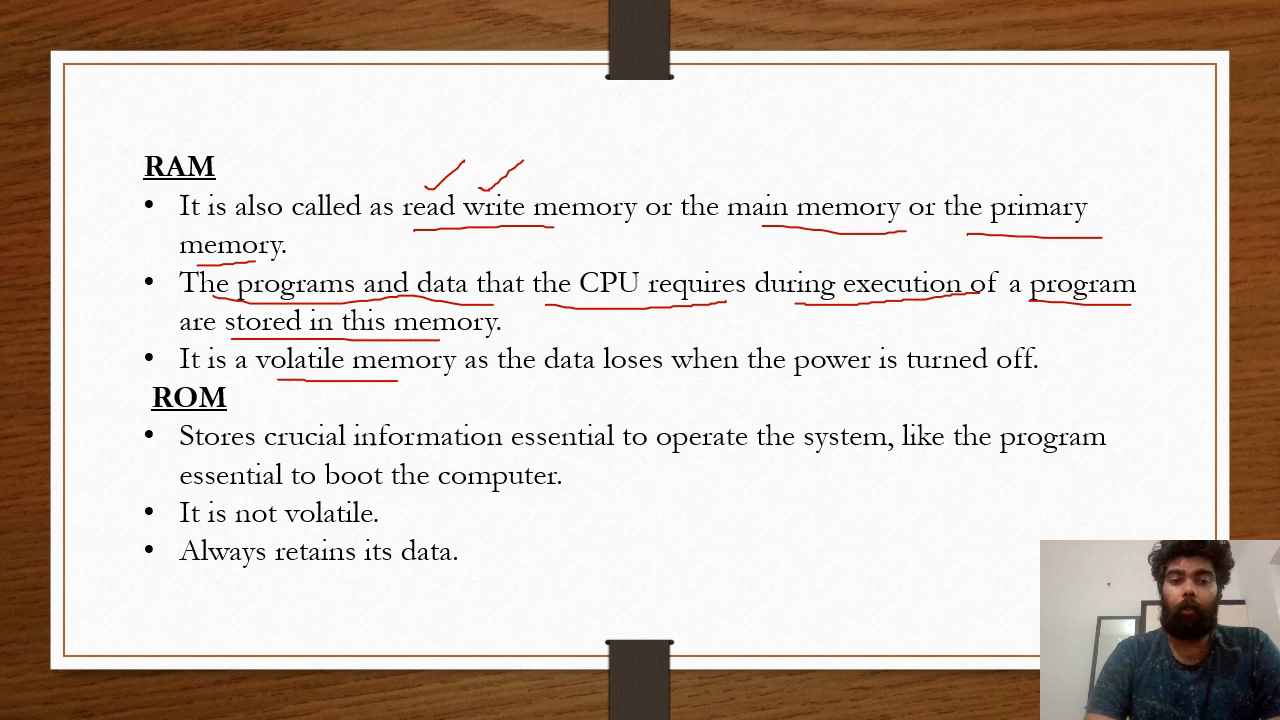 RAM
• It is also called as read write memory or the main memory or the primary
memory.
• The programs and data that the CPU requires during execution of a program
are stored in this memory.
• It is a volatile memory as the data loses when the power is turned off.
ROM
• Stores crucial information essential to operate the system, like the program
essential to boot the computer.
• It is not volatile.
• Always retains its data.